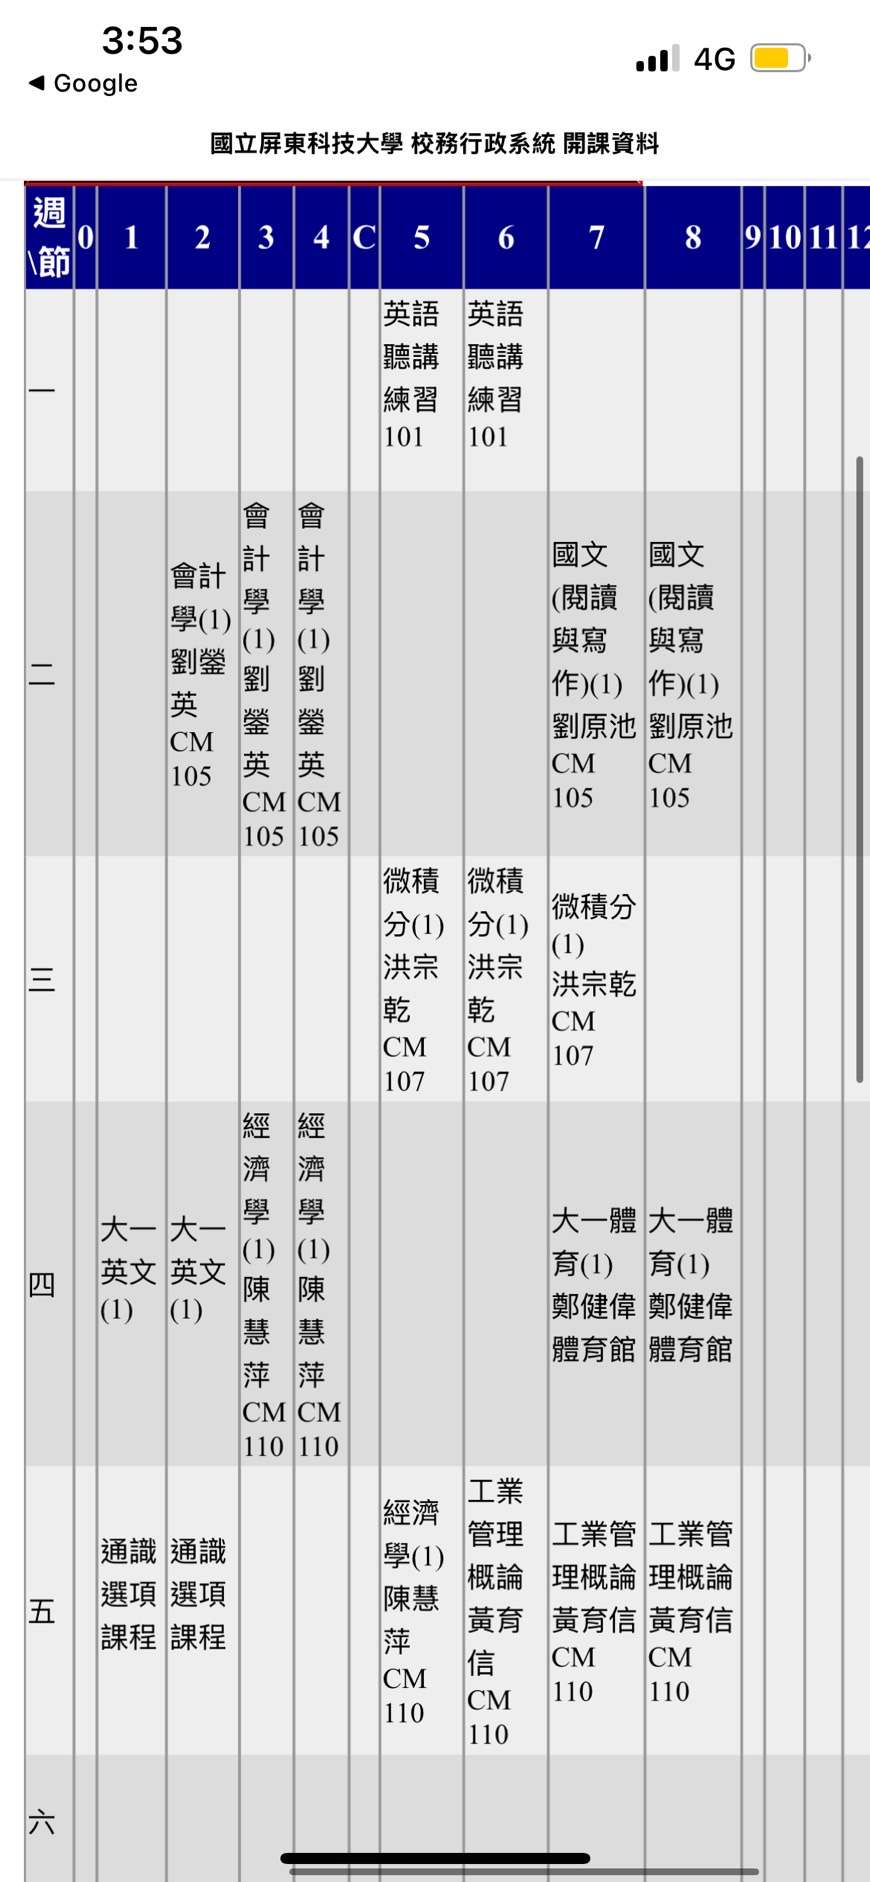 3:53
4G
◀ Google
國立屏東科技大學 校務行政系統 開課資料
週
\節
0 1 2 3 4 C 5 6 7 8 9 10 11 12
一
英語
聽講
練習
101
英語
聽講
練習
101
二
會計
學(1)
劉鎣
英
CM
105
會
計
學
(1)
劉
鎣
英
CM
105
會
計
學
(1)
劉
鎣
英
CM
105
國文
(閱讀
與寫
作)(1)
劉原池
CM
105
國文
(閱讀
與寫
作)(1)
劉原池
CM
105
三
微積
分(1)
洪宗
乾
CM
107
微積
分(1)
洪宗
乾
CM
107
微積分
(1)
洪宗乾
CM
107
四
大一
英文
(1)
大一
英文
(1)
經
濟
學
(1)
陳
慧
萍
CM
110
經
濟
學
(1)
陳
慧
萍
CM
110
大一體
育(1)
鄭健偉
體育館
大一體
育(1)
鄭健偉
體育館
五
通識
選項
課程
通識
選項
課程
經濟
學(1)
陳慧
萍
CM
110
工業
管理
概論
黃育
信
CM
110
工業管
理概論
黃育信
CM
110
工業管
理概論
黃育信
CM
110
六